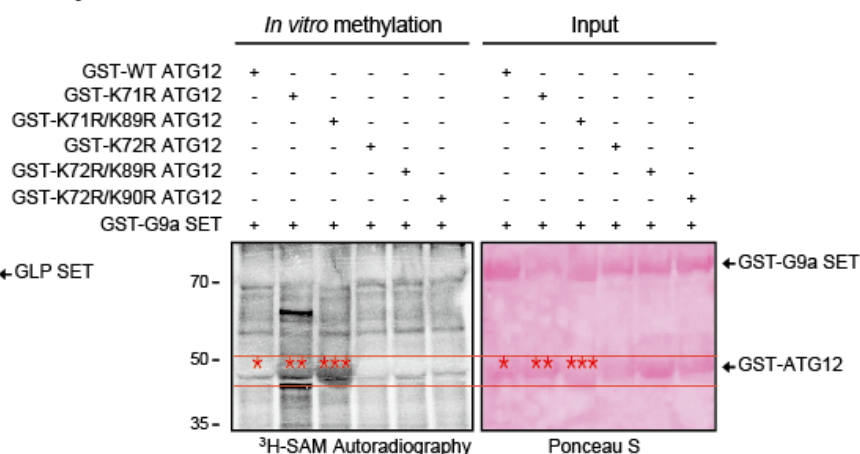 In vitro methylation Input
GST-WT ATG12 + - - - - - + - - - - -
GST-K71R ATG12 - + - - - - - + - - - -
GST-K71R/K89R ATG12 - - + - - - - - + - - -
GST-K72R ATG12 - - - + - - - - - + - -
GST-K72R/K89R ATG12 - - - - + - - - - - + -
GST-K72R/K90R ATG12 - - - - - + - - - - - +
GST-G9a SET + + + + + + + + + + + +
←GLP SET 70- ←GST-G9a SET
50- * ** *** * ** *** ←GST-ATG12
35-
³H-SAM Autoradiography Ponceau S